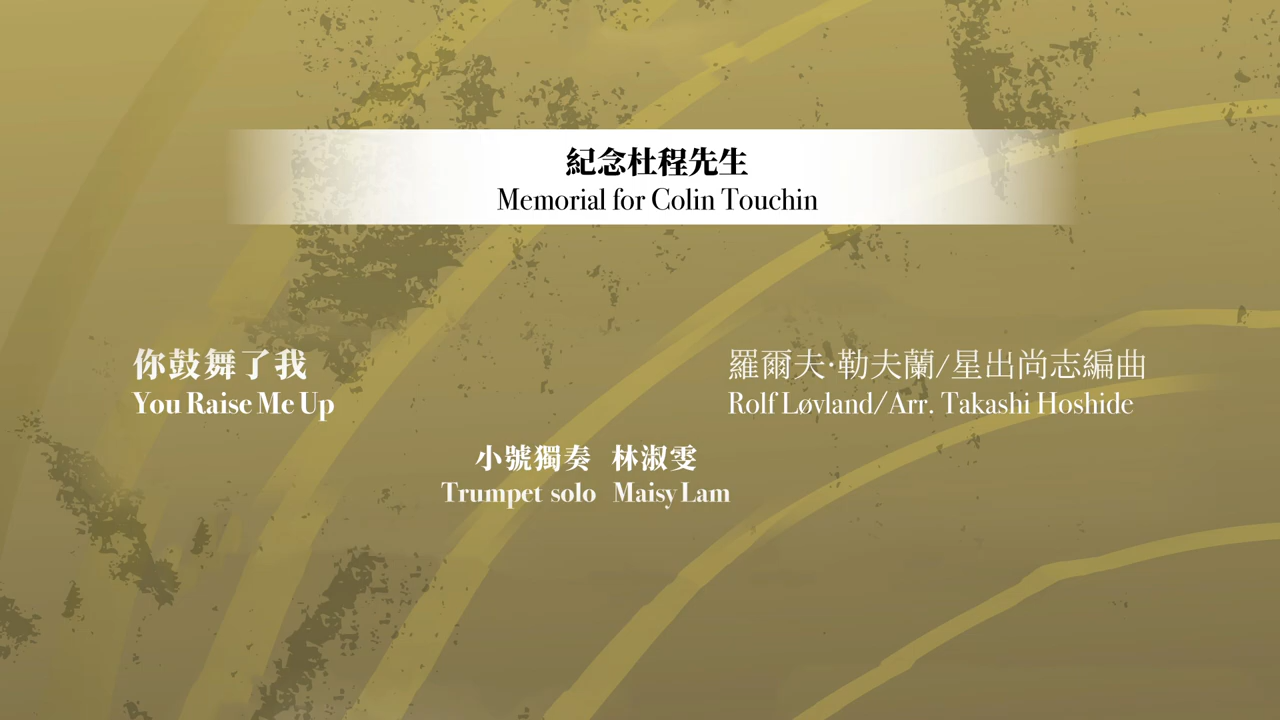 紀念杜程先生
Memorial for Colin Touchin
你鼓舞了我
You Raise Me Up
羅爾夫·勒夫蘭/星出尚志編曲
Rolf Løvland/Arr. Takashi Hoshide
小號獨奏 林淑雯
Trumpet solo Maisy Lam